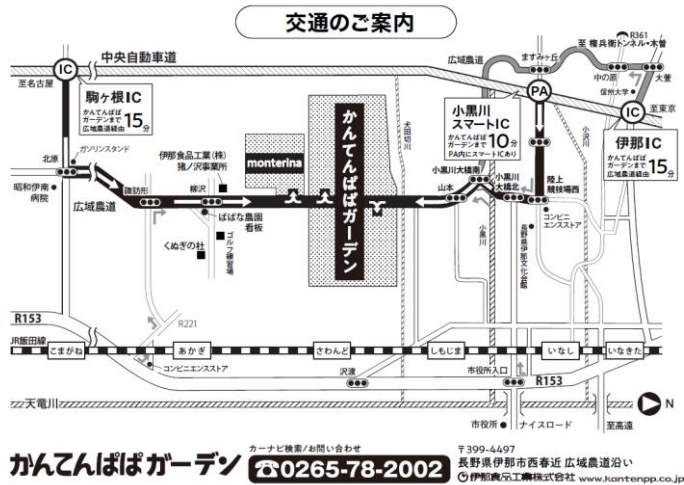 交通のご案内
R361
至 権兵衛トンネル・木曽
中央自動車道
広域農道
ますみヶ丘
中の原
大萱
信州大学
IC
至名古屋
PA
IC
至東京
駒ヶ根IC
かんてんぱぱ
ガーデンまで
広域農道経由
15分
小黒川
スマートIC
かんてんぱぱ
ガーデンまで
10分
PA内にスマートICあり
伊那IC
かんてんぱぱ
ガーデンまで
広域農道経由
15分
小沢川
犬田切川
かんてんぱぱガーデン
monterina
伊那食品工業(株)
猪ノ沢事業所
ガソリンスタンド
北原
昭和伊南
病院
広域農道
諏訪形
柳沢
ぱぱな農園
看板
くぬぎの杜
ゴルフ練習場
小黒川大橋南
山本
小黒川
小黒川
大橋北
陸上
競技場西
コンビニ
エンスストア
長野県伊那文化会館
R153
R221
JR飯田線
こまがね
あかぎ
さわんど
しもじま
いなし
いなきた
コンビニエンスストア
沢渡
市役所入口
R153
天竜川
N
市役所
ナイスロード
至高遠
かんてんぱぱガーデン
カーナビ検索/お問い合わせ
☎0265-78-2002
〒399-4497
長野県伊那市西春近 広域農道沿い
伊那食品工業株式会社 www.kantenpp.co.jp